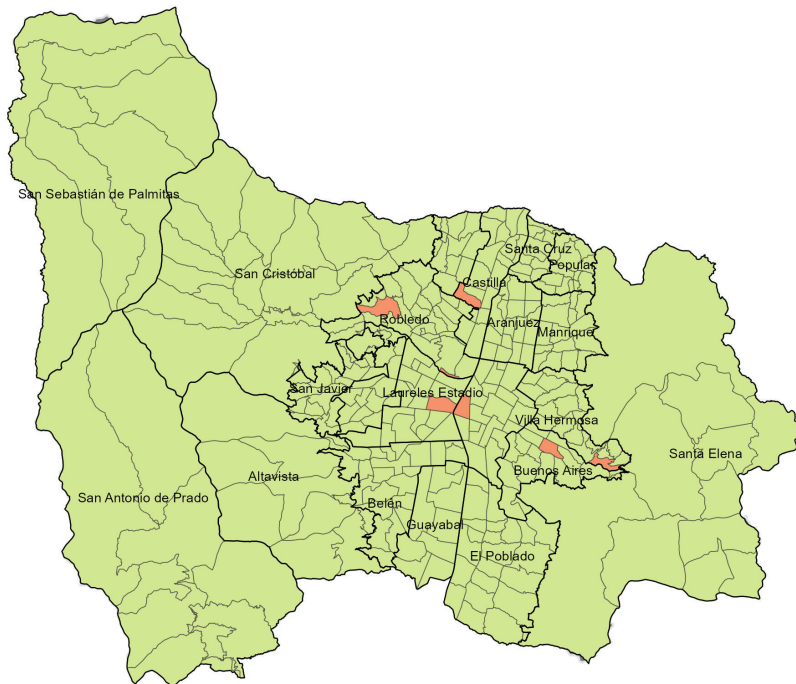 San Sebastián de Palmitas
Santa Cruz
Popular
San Cristóbal
Castilla
Robledo
Aranjuez
Manrique
San Javier
Laureles Estadio
Villa Hermosa
Santa Elena
Buenos Aires
Altavista
San Antonio de Prado
Belén
Guayabal
El Poblado